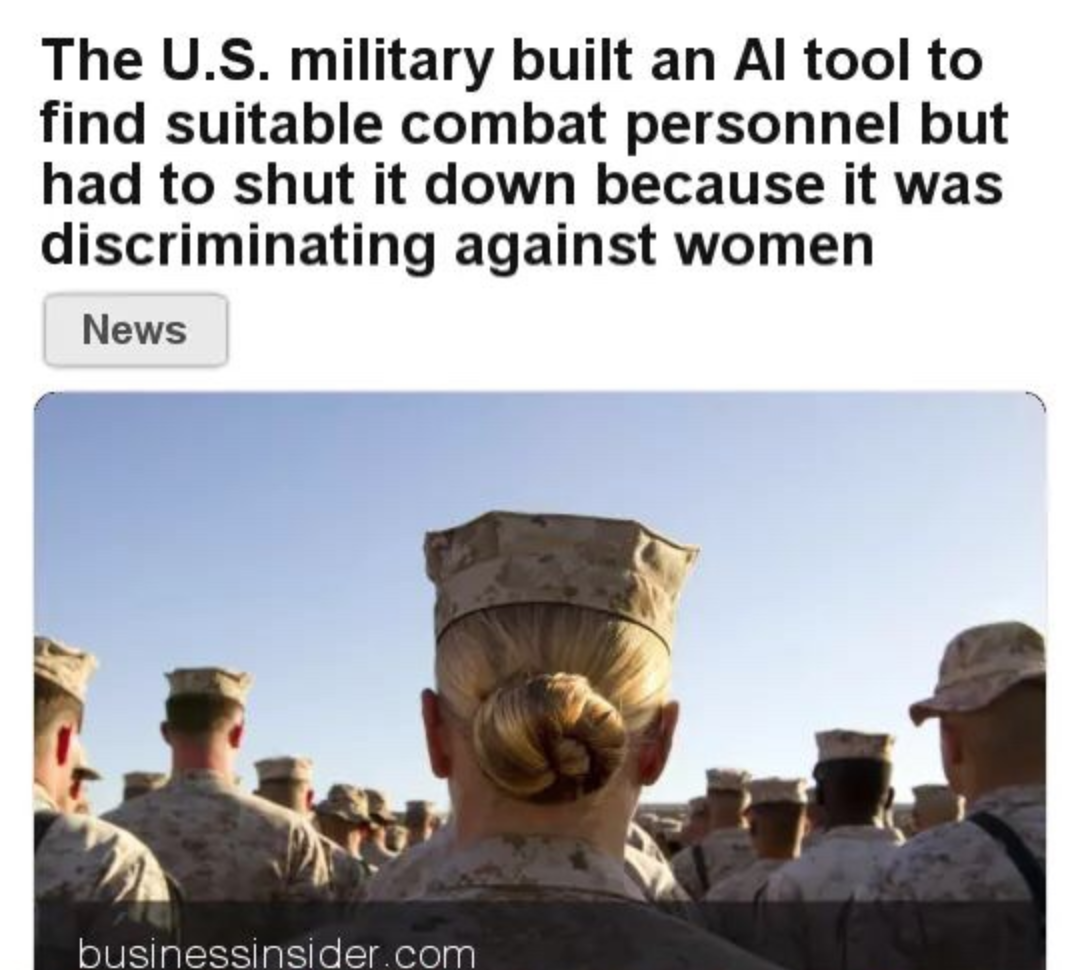 The U.S. military built an AI tool to
find suitable combat personnel but
had to shut it down because it was
discriminating against women
News
businessinsider.com